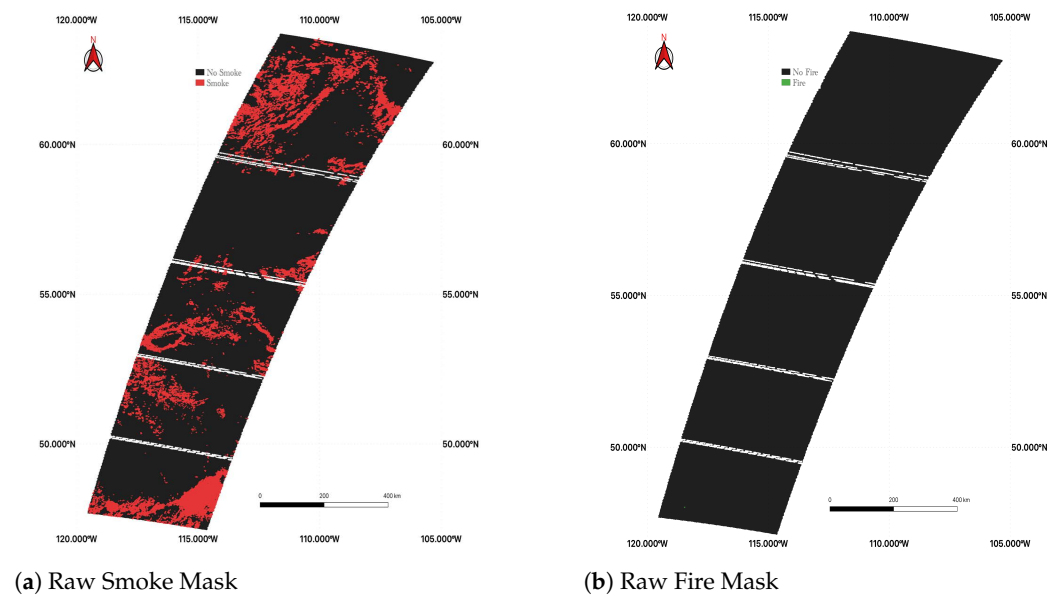 120.000°W 115.000°W 110.000°W 105.000°W
N
No Smoke
Smoke
60.000°N 60.000°N
55.000°N 55.000°N
50.000°N 50.000°N
0 200 400 km
120.000°W 115.000°W 110.000°W 105.000°W
(a) Raw Smoke Mask
120.000°W 115.000°W 110.000°W 105.000°W
N
No Fire
Fire
60.000°N 60.000°N
55.000°N 55.000°N
50.000°N 50.000°N
0 200 400 km
120.000°W 115.000°W 110.000°W 105.000°W
(b) Raw Fire Mask